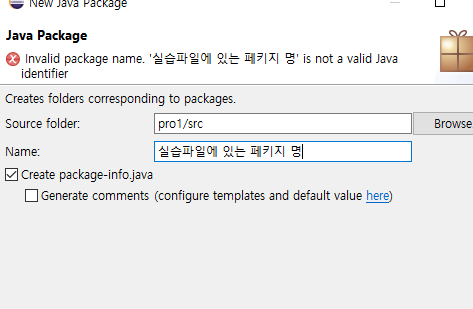 New Java Package
Java Package
Invalid package name. '실습파일에 있는 페키지 명' is not a valid Java
identifier
Creates folders corresponding to packages.
Source folder: pro1/src Browse
Name: 실습파일에 있는 페키지 명
Create package-info.java
Generate comments (configure templates and default value here)